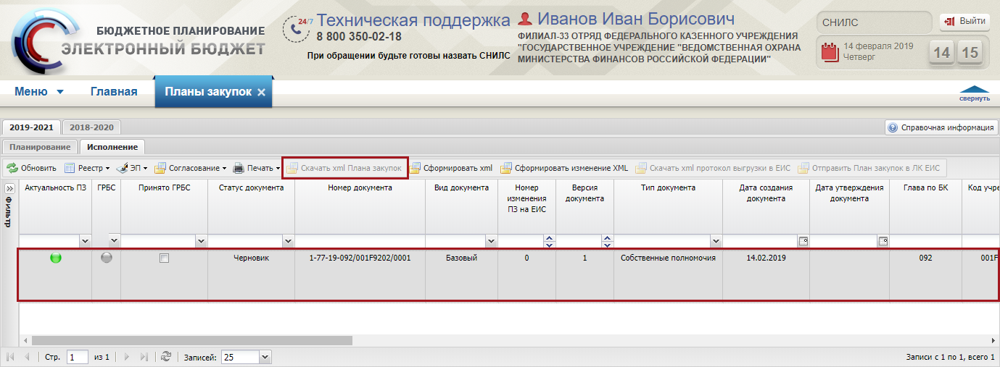 БЮДЖЕТНОЕ ПЛАНИРОВАНИЕ
ЭЛЕКТРОННЫЙ БЮДЖЕТ
24/7
Техническая поддержка
8 800 350-02-18
При обращении будьте готовы назвать СНИЛС
Иванов Иван Борисович
ФИЛИАЛ-33 ОТРЯД ФЕДЕРАЛЬНОГО КАЗЕННОГО УЧРЕЖДЕНИЯ
"ГОСУДАРСТВЕННОЕ УЧРЕЖДЕНИЕ "ВЕДОМСТВЕННАЯ ОХРАНА
МИНИСТЕРСТВА ФИНАНСОВ РОССИЙСКОЙ ФЕДЕРАЦИИ"
СНИЛС
Выйти
14 февраля 2019
Четверг
14 15
Меню Главная Планы закупок
свернуть
2019-2021 2018-2020
Справочная информация
Планирование Исполнение
Обновить Реестр ЭП Согласование Печать Скачать xml Плана закупок Сформировать xml Сформировать изменение XML Скачать xml протокол выгрузки в ЕИС Отправить План закупок в ЛК ЕИС
Фильтр
Актуальность ПЗ
ГРБС
Принято ГРБС
Статус документа
Номер документа
Вид документа
Номер
изменения
ПЗ на ЕИС
Версия
документа
Тип документа
Дата создания
документа
Дата утверждения
документа
Глава по БК
Код учре
Черновик 1-77-19-092/001F9202/0001 Базовый 0 1 Собственные полномочия 14.02.2019 092 001F
Стр. 1 из 1 Записей: 25
Записи с 1 по 1, всего 1